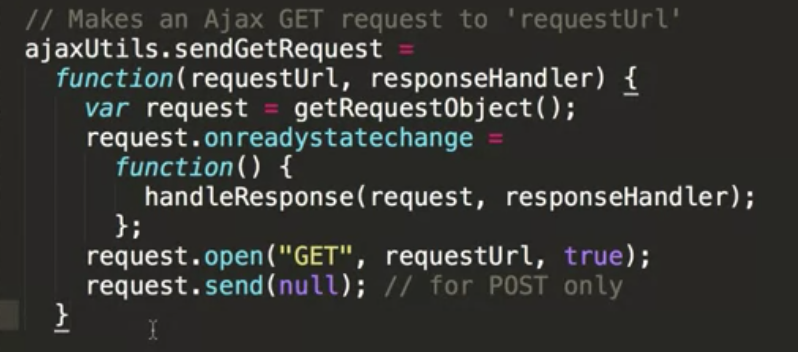 // Makes an Ajax GET request to 'requestUrl'
ajaxUtils.sendGetRequest =
function(requestUrl, responseHandler) {
var request = getRequestObject();
request.onreadystatechange =
function() {
handleResponse(request, responseHandler);
};
request.open("GET", requestUrl, true);
request.send(null); // for POST only
}